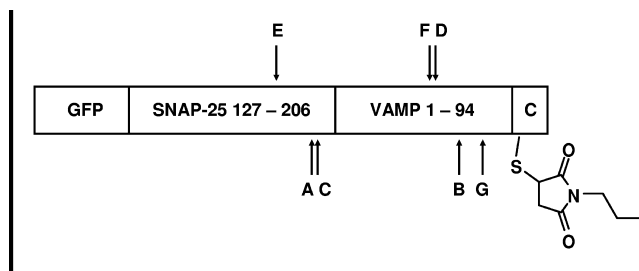 E F D
GFP SNAP-25 127 – 206 VAMP 1 – 94 C
A C B G
S O
N
O